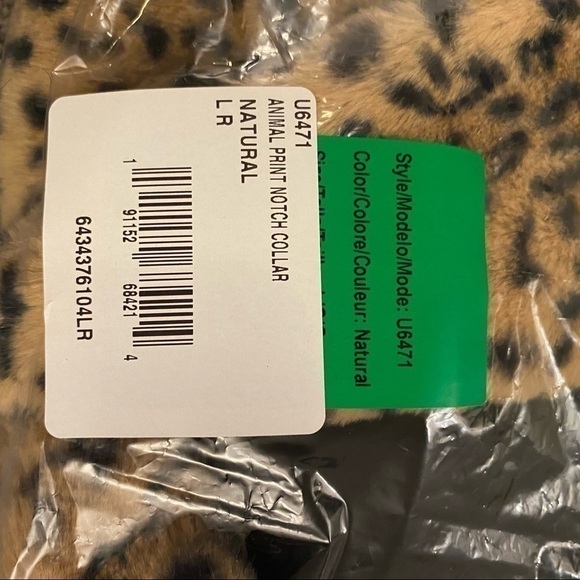 U6471
ANIMAL PRINT NOTCH COLLAR
NATURAL
L R
1 91152 68421 4
6434376104LR
Style/Modelo/Mode: U6471
Color/Colore/Couleur: Natural